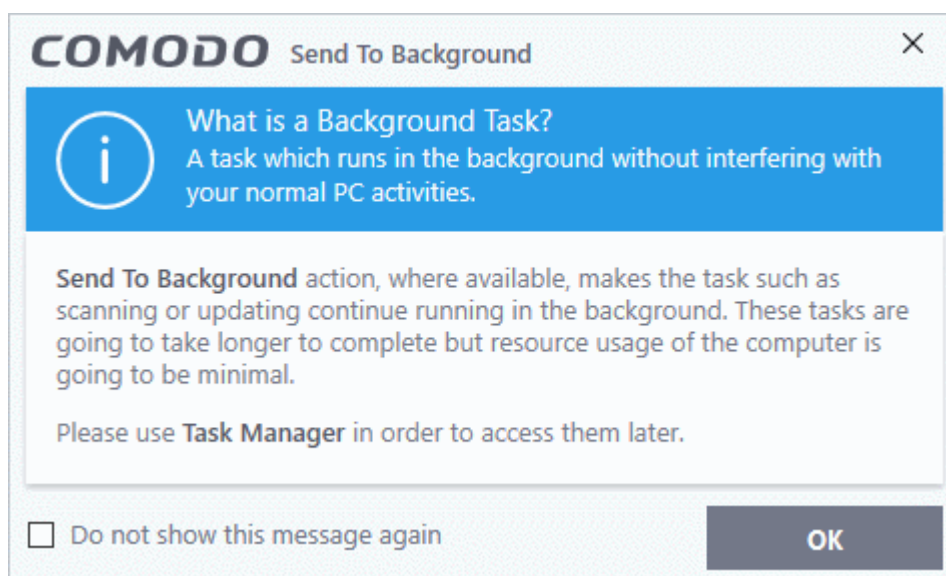 COMODO Send To Background
What is a Background Task?
A task which runs in the background without interfering with
your normal PC activities.
Send To Background action, where available, makes the task such as
scanning or updating continue running in the background. These tasks are
going to take longer to complete but resource usage of the computer is
going to be minimal.
Please use Task Manager in order to access them later.
Do not show this message again
OK